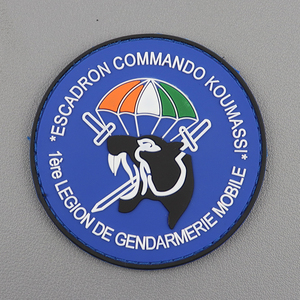 *ESCADRON COMMANDO KOUMASSI*
1ère LEGION DE GENDARMERIE MOBILE